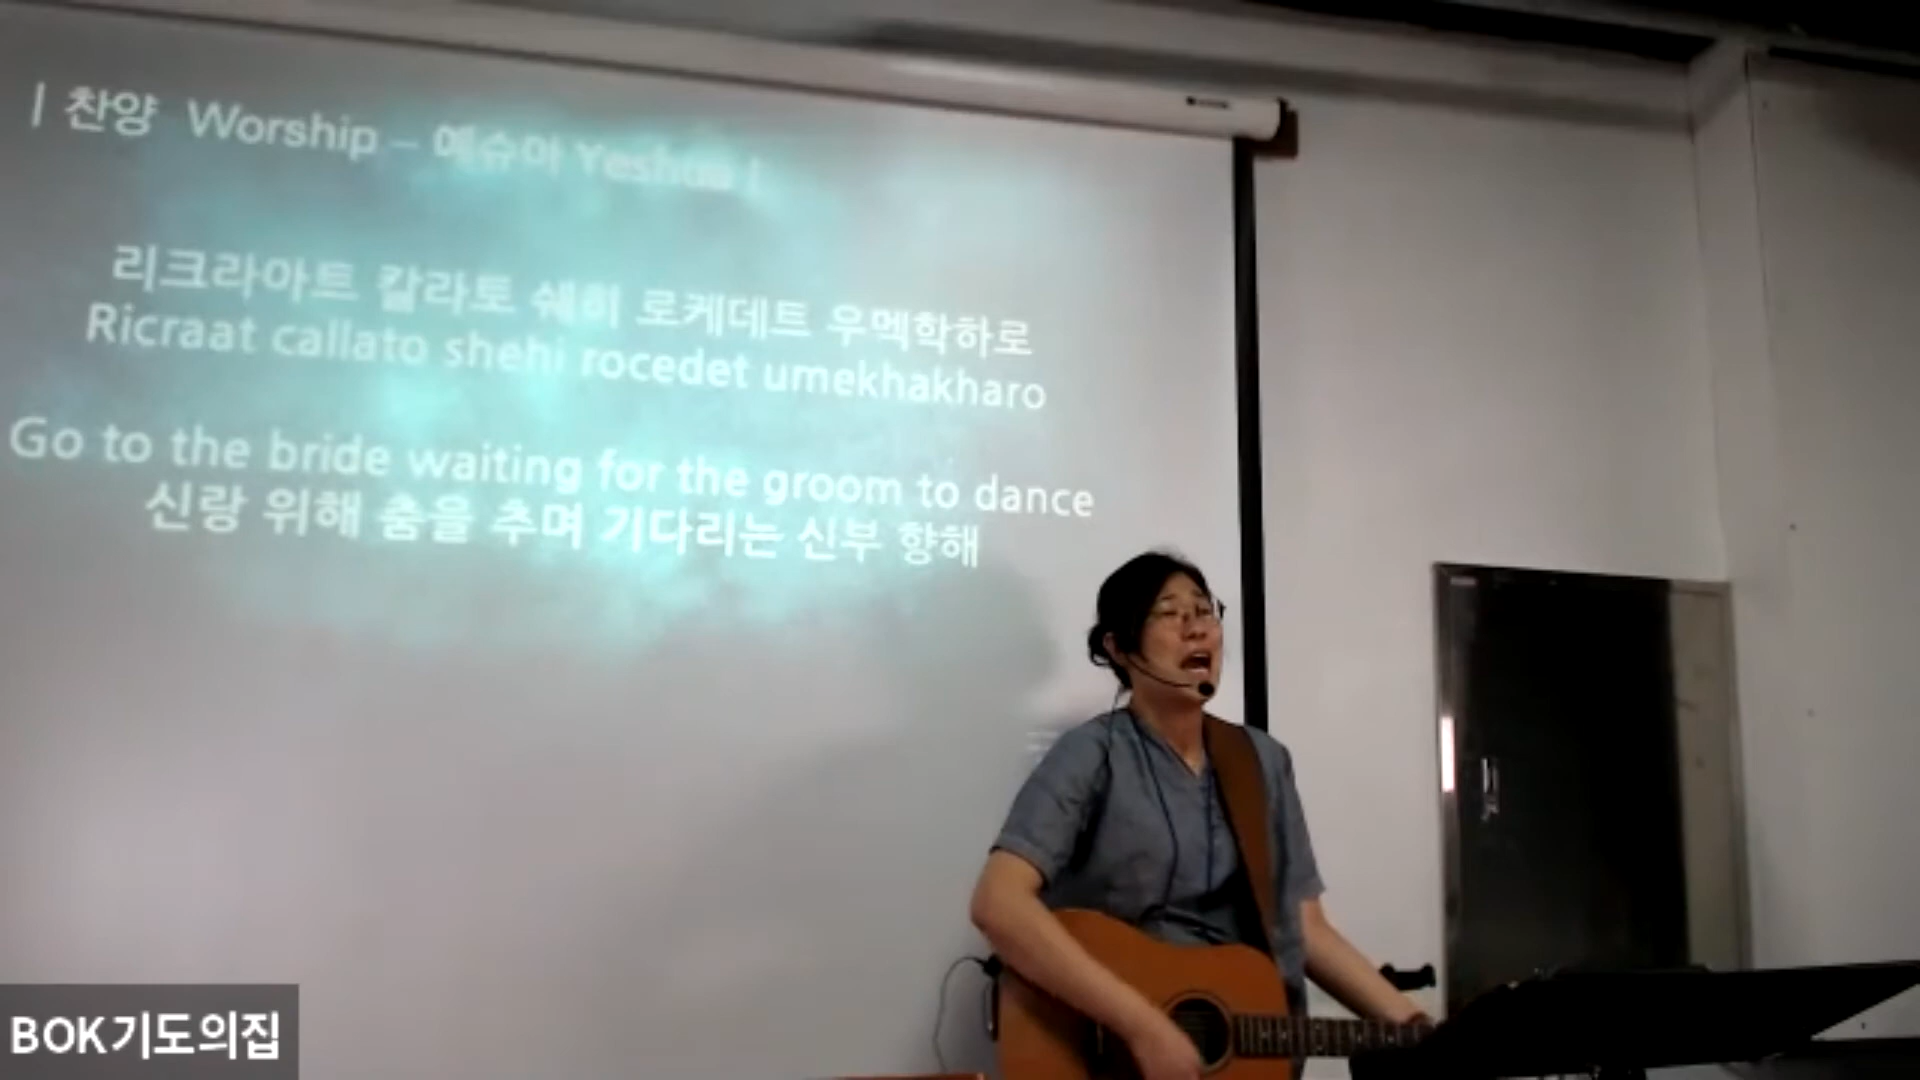 | 찬양 Worship – 예슈아 Yeshua |
리크라아트 칼라토 쉐히 로케데트 우멕학하로
Ricraat callato shehi rocedet umekhakharo
Go to the bride waiting for the groom to dance
신랑 위해 춤을 추며 기다리는 신부 향해
BOK기도의집